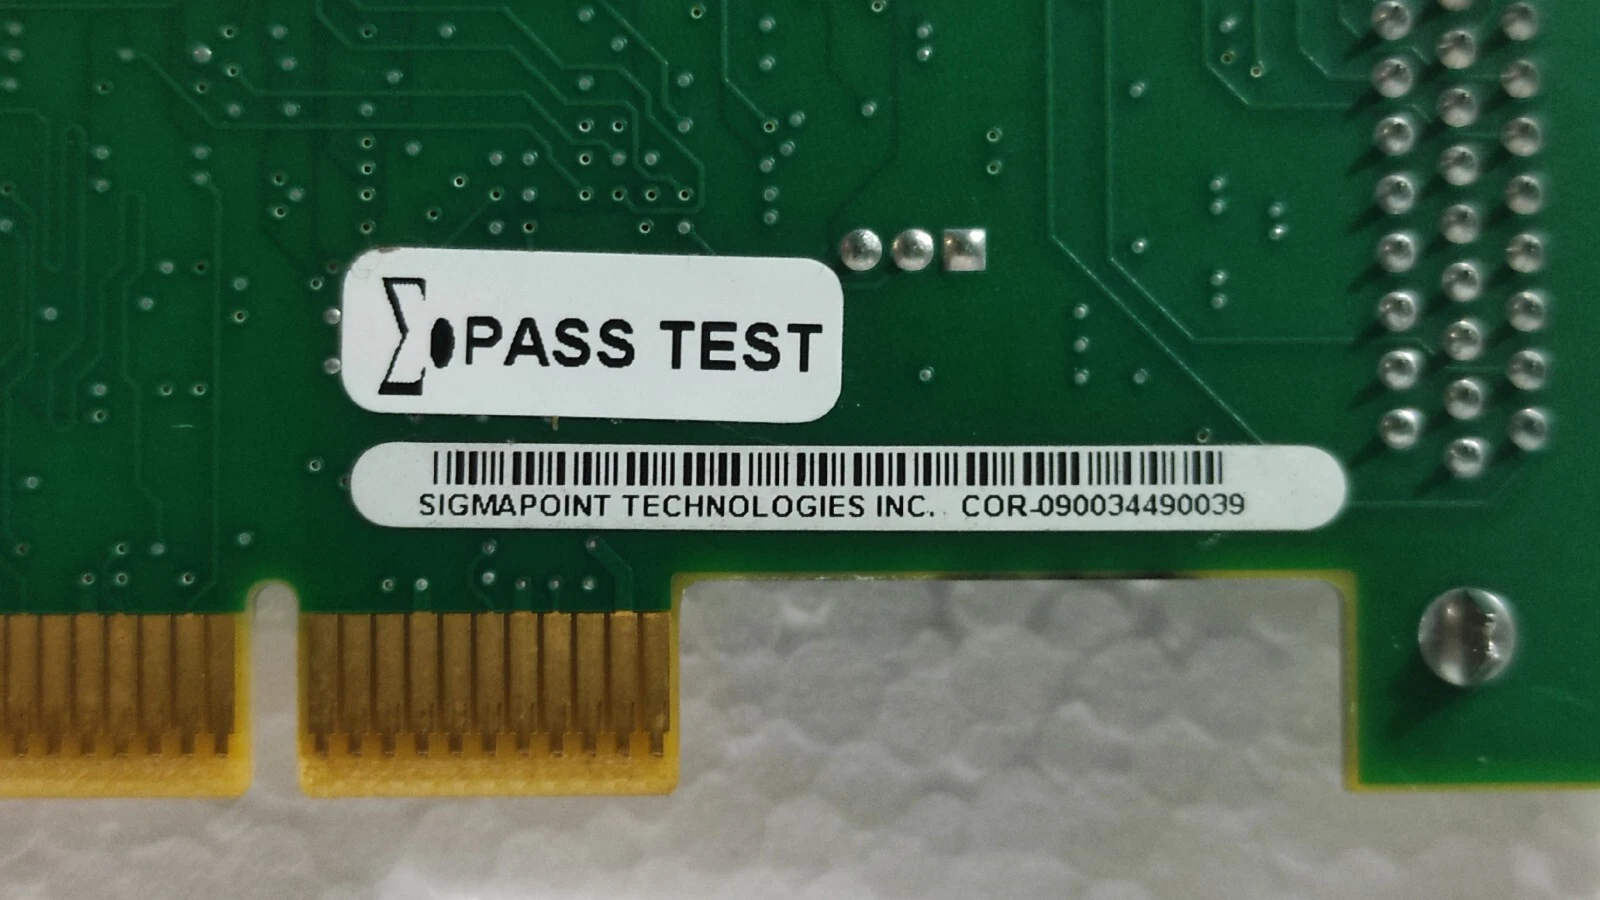 Σ PASS TEST
SIGMAPOINT TECHNOLOGIES INC. COR-090034490039